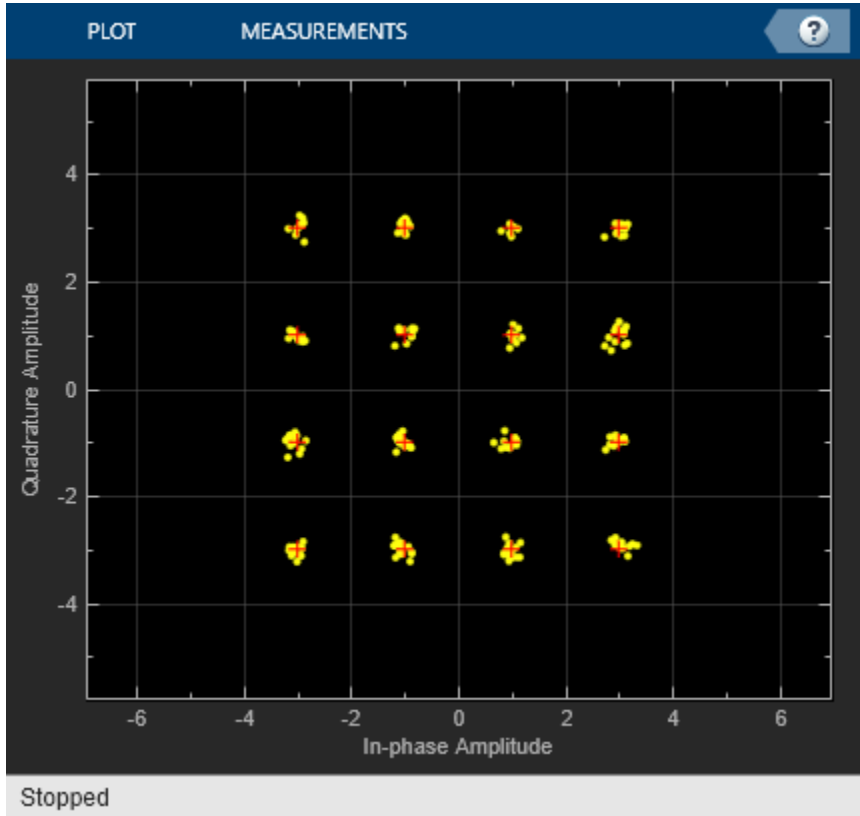 PLOT MEASUREMENTS ?
4
2
0
-2
-4
Quadrature Amplitude
-6 -4 -2 0 2 4 6
In-phase Amplitude
Stopped